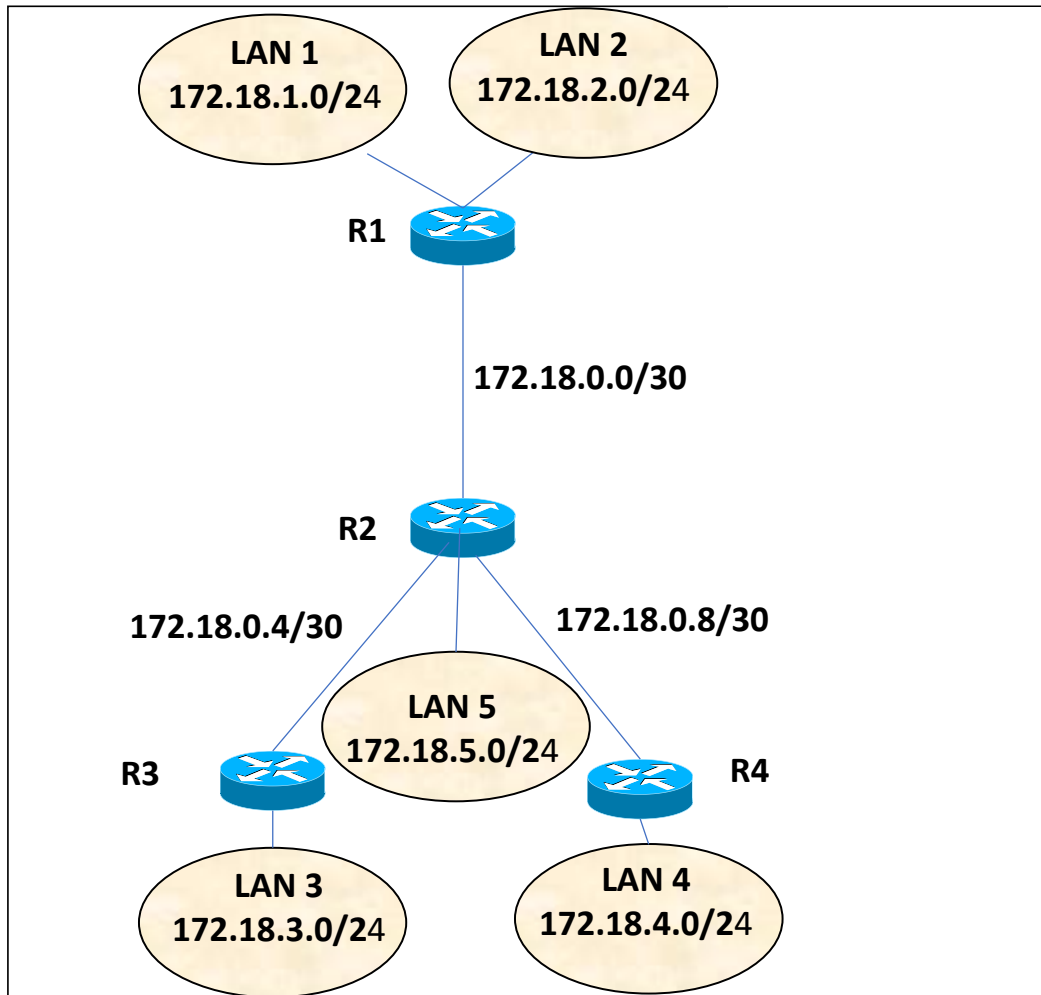 LAN 1
172.18.1.0/24
LAN 2
172.18.2.0/24
R1
172.18.0.0/30
R2
172.18.0.4/30
172.18.0.8/30
LAN 5
172.18.5.0/24
R3
R4
LAN 3
172.18.3.0/24
LAN 4
172.18.4.0/24